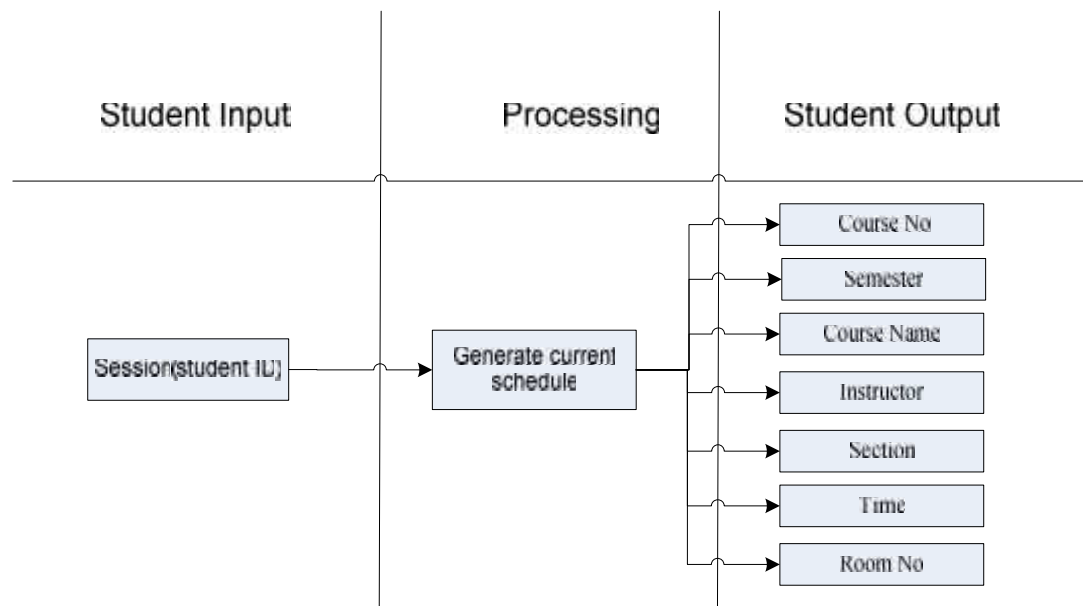 Student Input
Processing
Student Output
Session(student ID)
Generate current
schedule
Course No
Semester
Course Name
Instructor
Section
Time
Room No